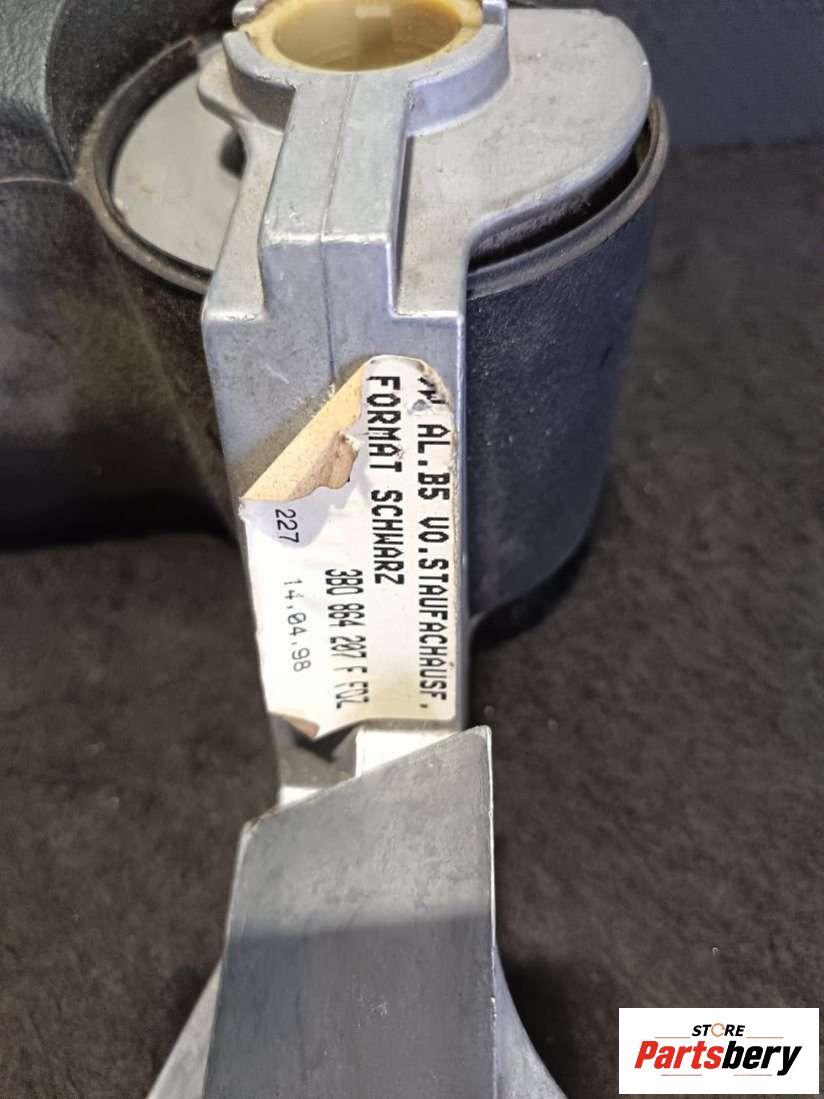 AL.B5 VO.STAUFACHAUSF.
FORMAT SCHWARZ
3B0 864 207 F FDZ
227 14.04.98
STORE
Partsbery